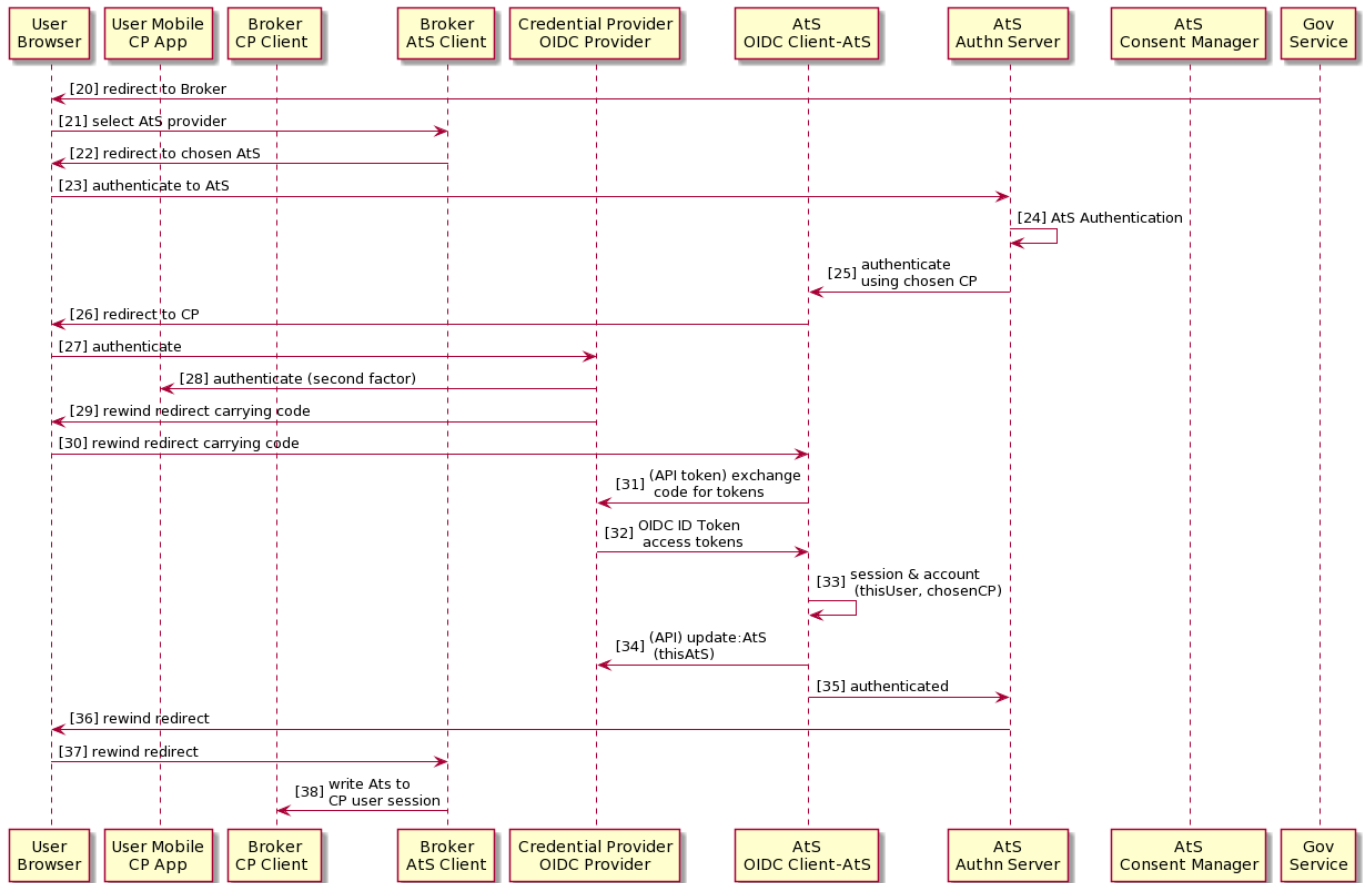 User
Browser
User Mobile
CP App
Broker
CP Client
Broker
AtS Client
Credential Provider
OIDC Provider
AtS
OIDC Client-AtS
AtS
Authn Server
AtS
Consent Manager
Gov
Service
[20] redirect to Broker
[21] select AtS provider
[22] redirect to chosen AtS
[23] authenticate to AtS
[24] AtS Authentication
[25] authenticate
using chosen CP
[26] redirect to CP
[27] authenticate
[28] authenticate (second factor)
[29] rewind redirect carrying code
[30] rewind redirect carrying code
[31] (API token) exchange
code for tokens
[32] OIDC ID Token
access tokens
[33] session & account
(thisUser, chosenCP)
[34] (API) update:AtS
(thisAtS)
[35] authenticated
[36] rewind redirect
[37] rewind redirect
[38] write Ats to
CP user session
User
Browser
User Mobile
CP App
Broker
CP Client
Broker
AtS Client
Credential Provider
OIDC Provider
AtS
OIDC Client-AtS
AtS
Authn Server
AtS
Consent Manager
Gov
Service